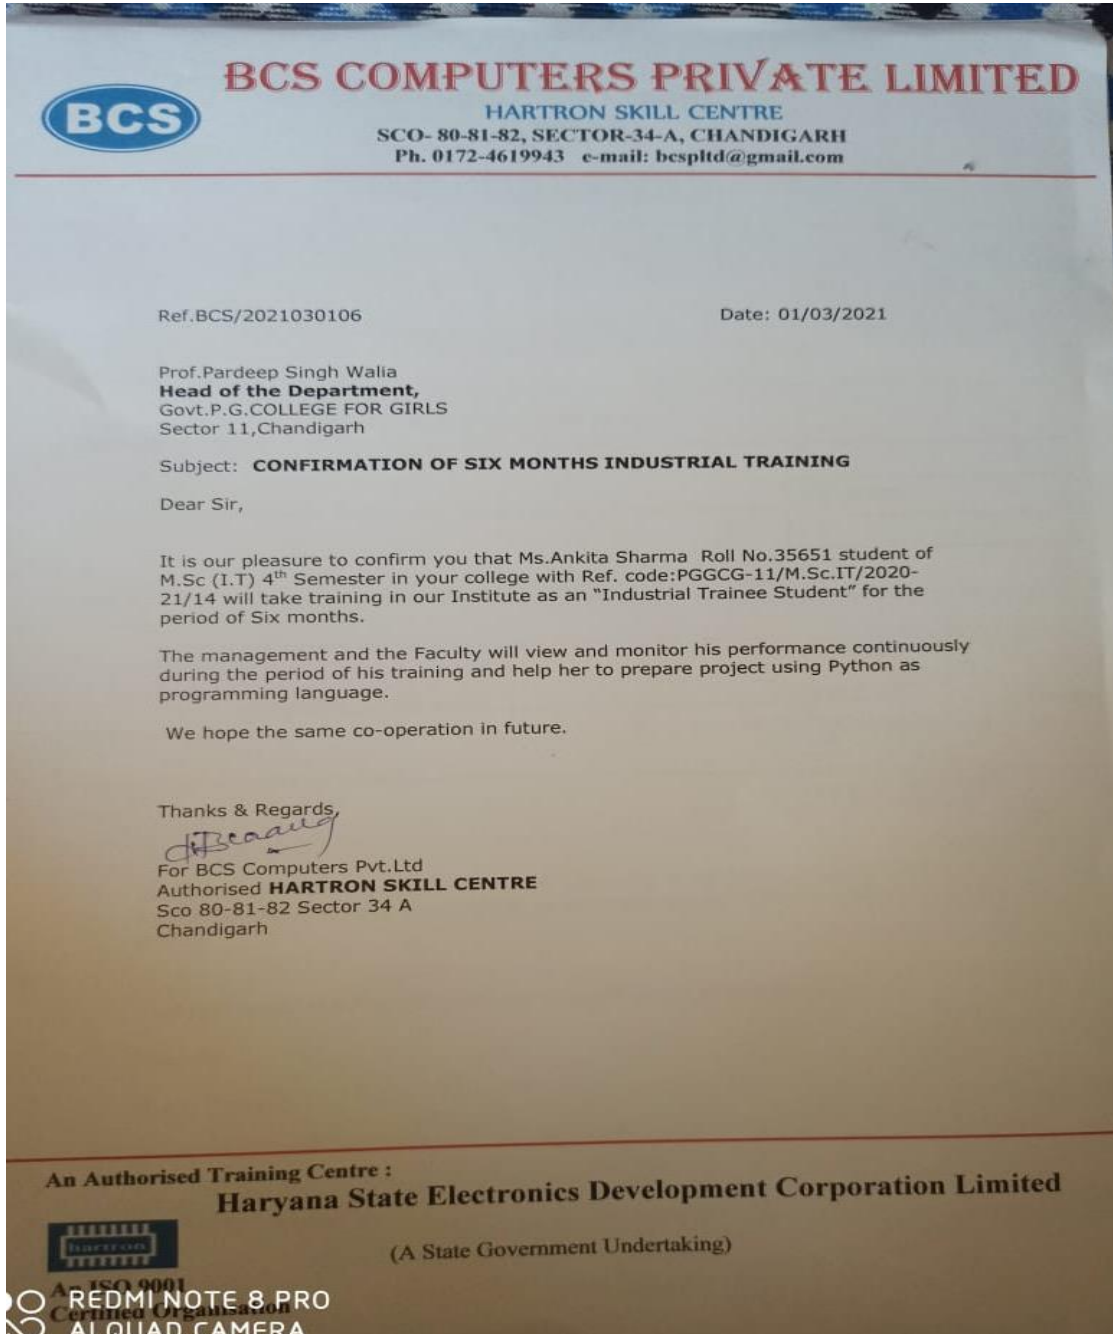 BCS COMPUTERS PRIVATE LIMITED
BCS
HARTRON SKILL CENTRE
SCO- 80-81-82, SECTOR-34-A, CHANDIGARH
Ph. 0172-4619943 e-mail: bcspltd@gmail.com
Ref.BCS/2021030106 Date: 01/03/2021
Prof.Pardeep Singh Walia
Head of the Department,
Govt.P.G.COLLEGE FOR GIRLS
Sector 11,Chandigarh
Subject: CONFIRMATION OF SIX MONTHS INDUSTRIAL TRAINING
Dear Sir,
It is our pleasure to confirm you that Ms.Ankita Sharma Roll No.35651 student of
M.Sc (I.T) 4th Semester in your college with Ref. code:PGGCG-11/M.Sc.IT/2020-
21/14 will take training in our Institute as an “Industrial Trainee Student” for the
period of Six months.
The management and the Faculty will view and monitor his performance continuously
during the period of his training and help her to prepare project using Python as
programming language.
We hope the same co-operation in future.
Thanks & Regards,
For BCS Computers Pvt.Ltd
Authorised HARTRON SKILL CENTRE
Sco 80-81-82 Sector 34 A
Chandigarh
An Authorised Training Centre :
Haryana State Electronics Development Corporation Limited
hartron
(A State Government Undertaking)
An ISO 9001
Certified Organisation
REDMI NOTE 8 PRO
AI QUAD CAMERA